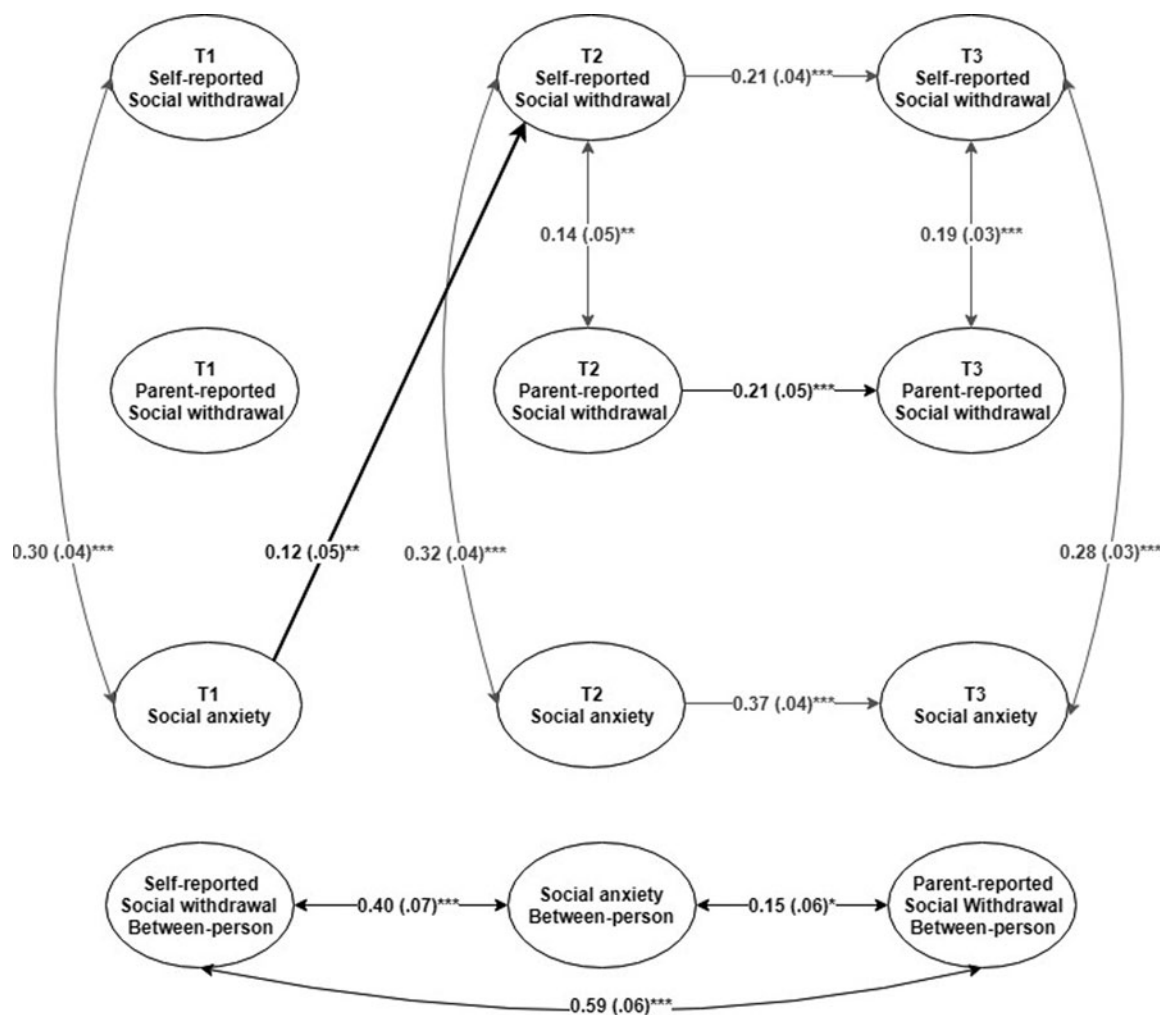 T1
Self-reported
Social withdrawal
T2
Self-reported
Social withdrawal
0.21 (.04)***
T3
Self-reported
Social withdrawal
0.14 (.05)**
0.19 (.03)***
T1
Parent-reported
Social withdrawal
T2
Parent-reported
Social withdrawal
0.21 (.05)***
T3
Parent-reported
Social withdrawal
0.30 (.04)***
0.12 (.05)**
0.32 (.04)***
0.28 (.03)***
T1
Social anxiety
T2
Social anxiety
0.37 (.04)***
T3
Social anxiety
Self-reported
Social withdrawal
Between-person
0.40 (.07)***
Social anxiety
Between-person
0.15 (.06)*
Parent-reported
Social Withdrawal
Between-person
0.59 (.06)***